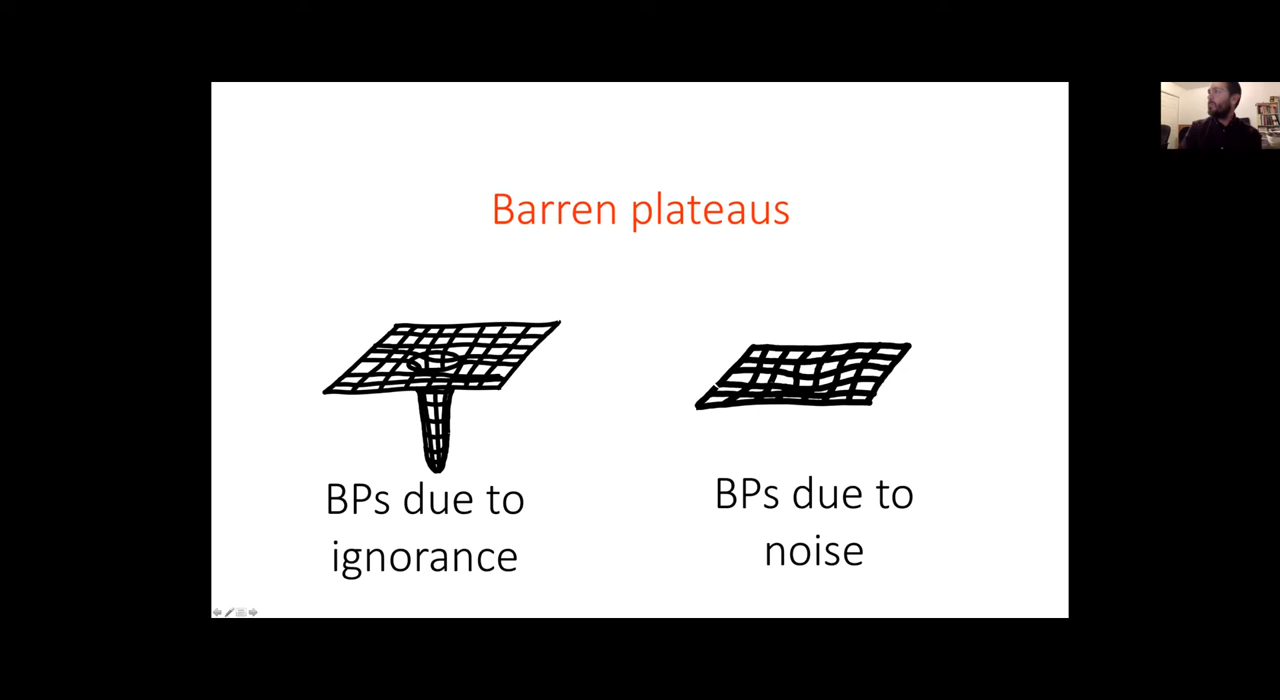 Barren plateaus
BPs due to
ignorance
BPs due to
noise